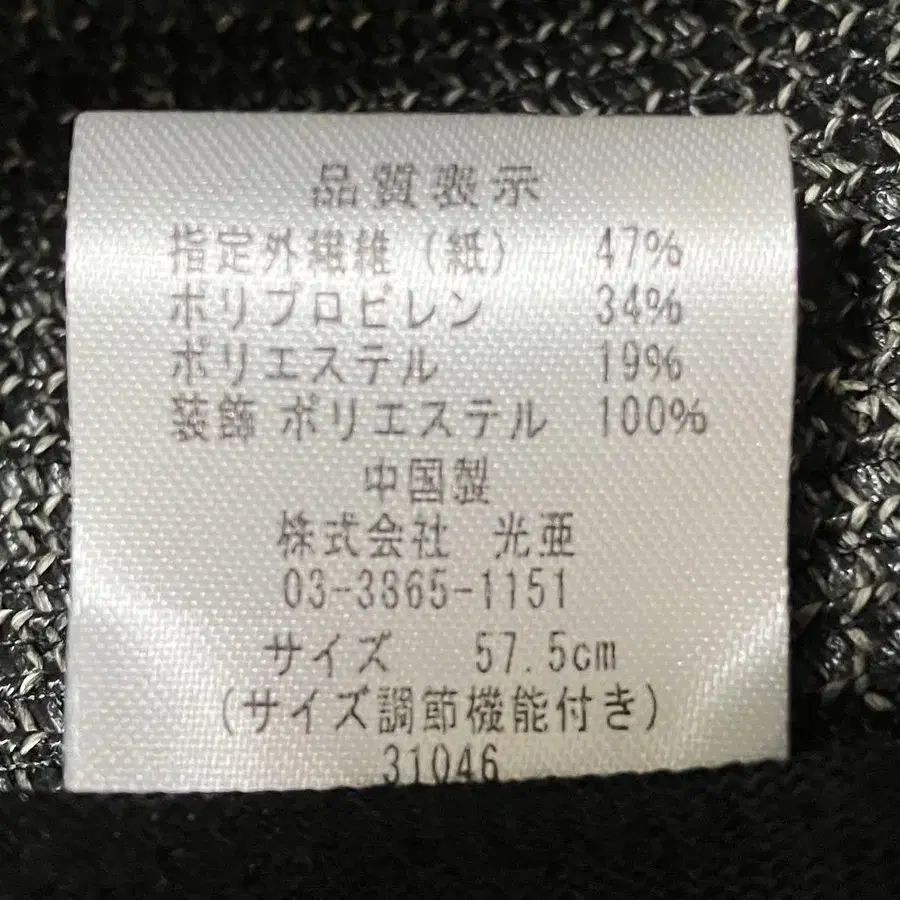 品質表示
指定外繊維(紙) 47%
ポリプロピレン 34%
ポリエステル 19%
装飾 ポリエステル 100%
中国製
株式会社 光亜
03-3865-1151
サイズ 57.5cm
(サイズ調節機能付き)
31046